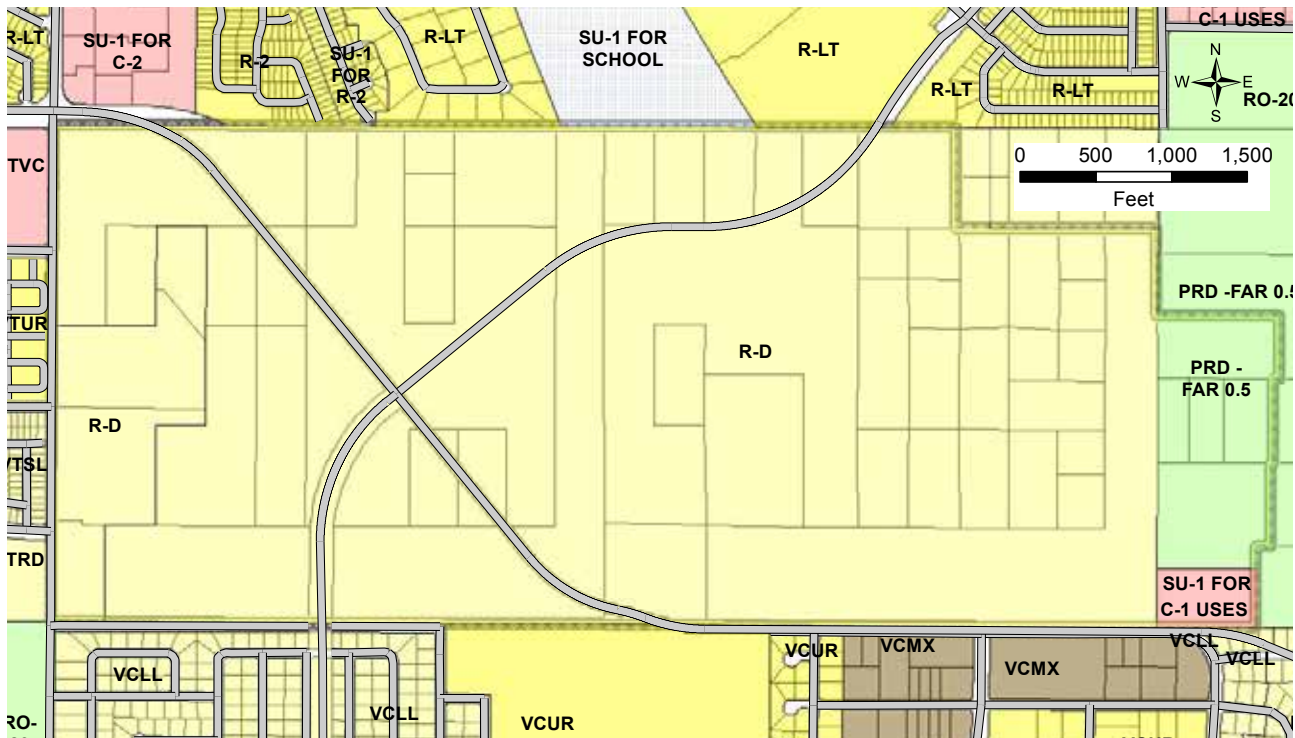 C-1 USES
R-LT
SU-1 FOR
C-2
R-2
SU-1
FOR
R-2
R-LT
SU-1 FOR
SCHOOL
R-LT
R-LT
R-LT
N
W
E
S
RO-20
TVC
0 500 1,000 1,500
Feet
PRD -FAR 0.5
TUR
R-D
PRD -
FAR 0.5
R-D
VTSL
TRD
SU-1 FOR
C-1 USES
VCLL
VCUR
VCMX
VCMX
VCLL
VCLL
VCLL
VCUR
RO-